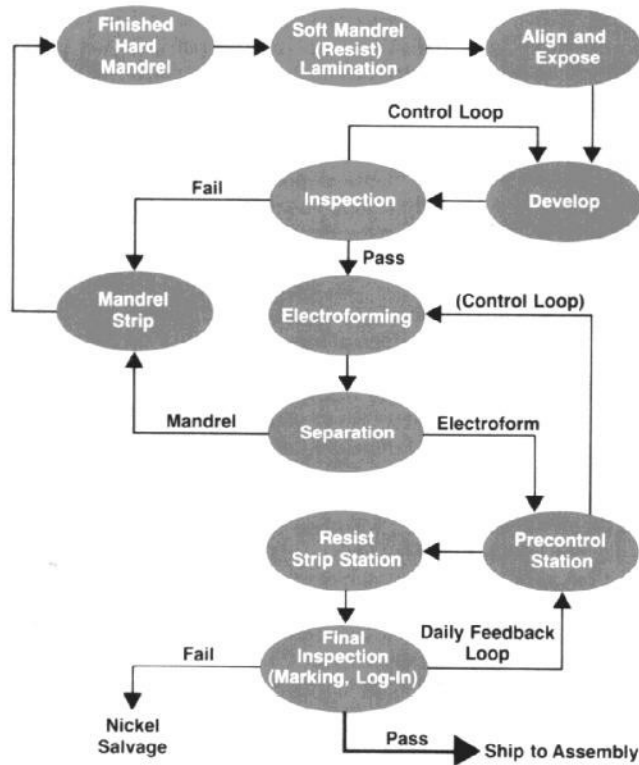 Finished
Hard
Mandrel
Soft Mandrel
(Resist)
Lamination
Align and
Expose
Control Loop
Fail
Inspection
Develop
Pass
Mandrel
Strip
Electroforming
(Control Loop)
Mandrel
Separation
Electroform
Resist
Strip Station
Precontrol
Station
Fail
Final
Inspection
(Marking, Log-In)
Daily Feedback
Loop
Nickel
Salvage
Pass
Ship to Assembly